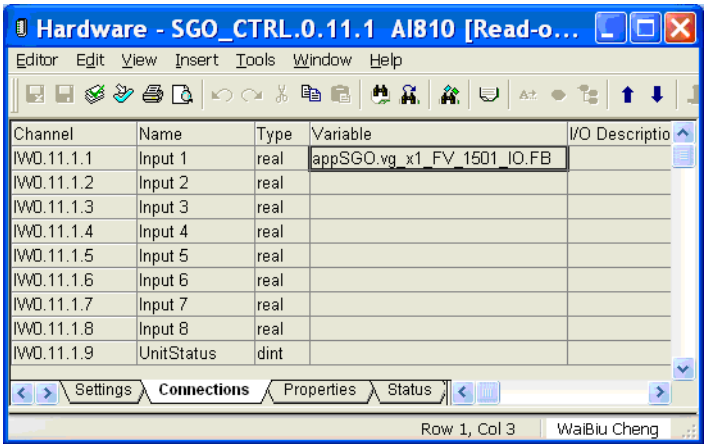 Hardware - SGO_CTRL.0.11.1 AI810 [Read-o...
Editor Edit View Insert Tools Window Help
Channel Name Type Variable I/O Descriptio
IW0.11.1.1 Input 1 real appSGO.vg_x1_FV_1501_IO.FB
IW0.11.1.2 Input 2 real
IW0.11.1.3 Input 3 real
IW0.11.1.4 Input 4 real
IW0.11.1.5 Input 5 real
IW0.11.1.6 Input 6 real
IW0.11.1.7 Input 7 real
IW0.11.1.8 Input 8 real
IW0.11.1.9 UnitStatus dint
Settings Connections Properties Status
Row 1, Col 3 WaiBiu Cheng